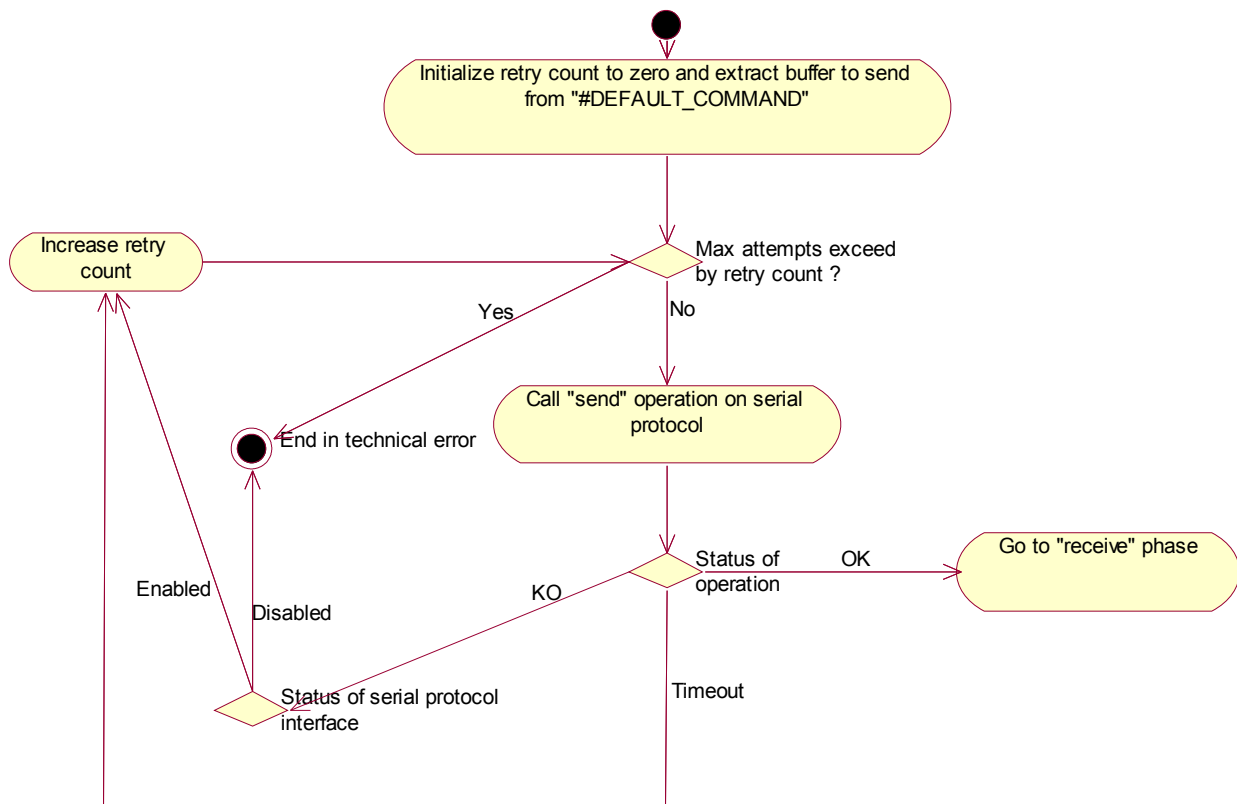 Initialize retry count to zero and extract buffer to send
from "#DEFAULT_COMMAND"
Increase retry
count
Max attempts exceed
by retry count ?
Yes
No
Call "send" operation on serial
protocol
End in technical error
Status of
operation
OK
Go to "receive" phase
KO
Enabled
Disabled
Timeout
Status of serial protocol
interface